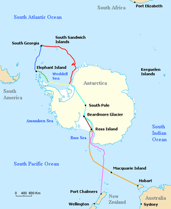 South Atlantic Ocean
South Africa
Port Elizabeth
South Georgia
South Sandwich
Islands
Elephant Island
Weddell
Sea
Kerguelen
Islands
South
America
Antarctica
South Pole
Beardmore Glacier
Amundsen Sea
Ross Island
South
Indian
Ocean
Ross Sea
South Pacific Ocean
Macquarie Island
Hobart
Port Chalmers
Australia
New
Zealand
Wellington
Sydney